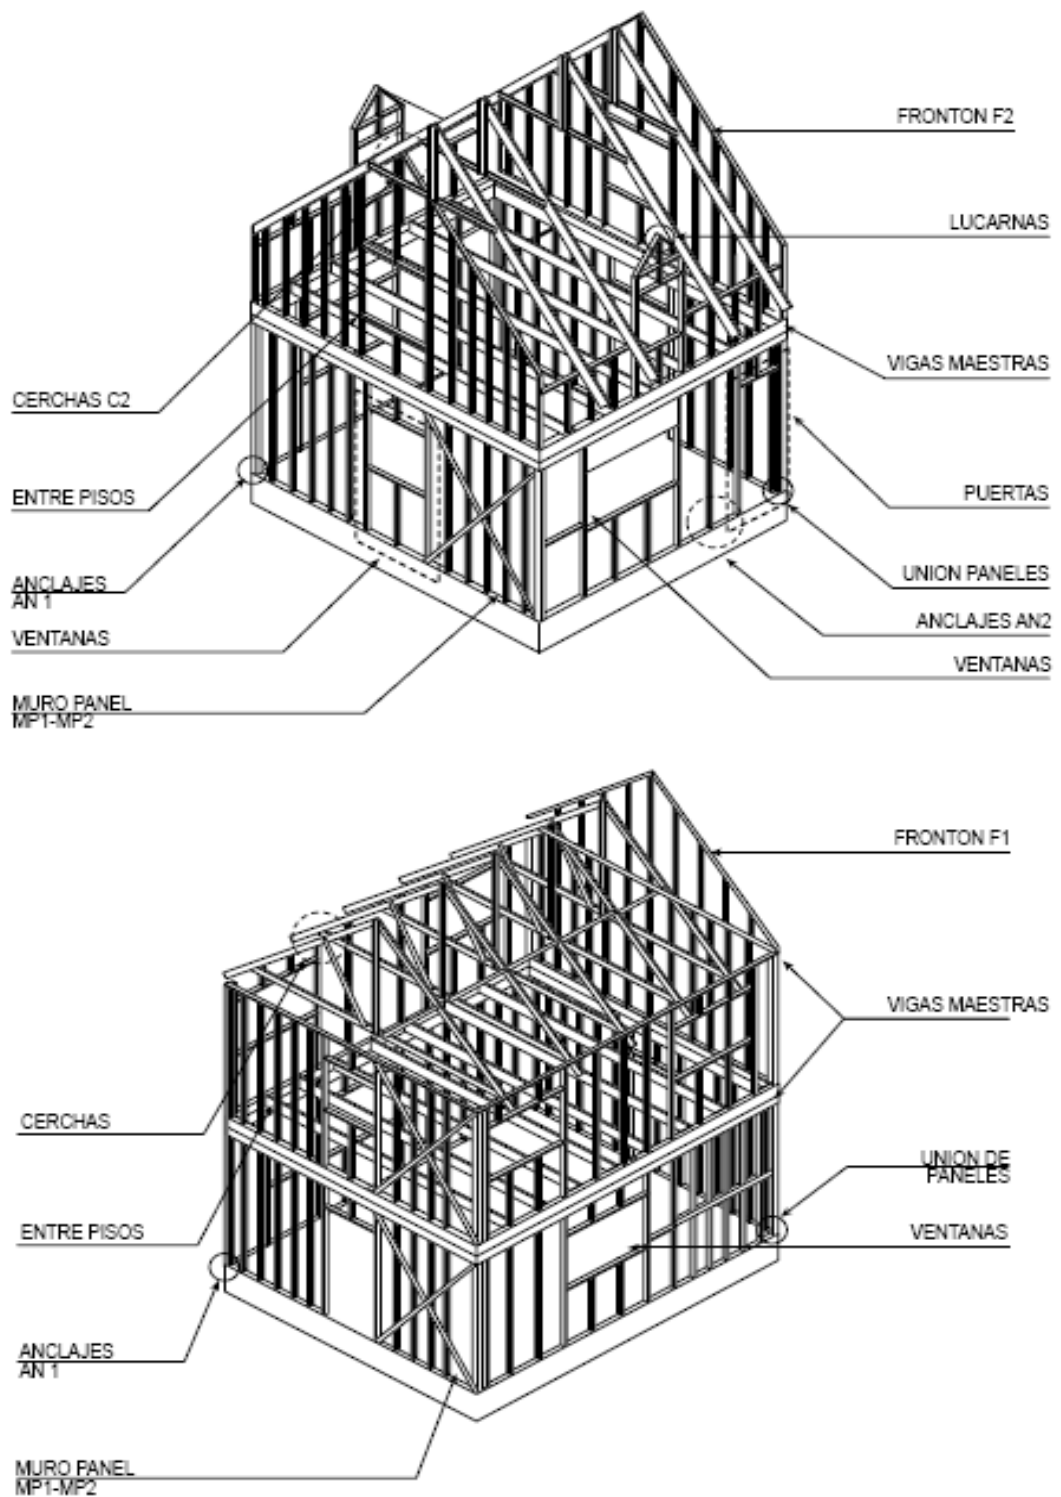 FRONTON F2
LUCARNAS
VIGAS MAESTRAS
CERCHAS C2
PUERTAS
ENTRE PISOS
UNION PANELES
ANCLAJES
AN 1
ANCLAJES AN2
VENTANAS
VENTANAS
MURO PANEL
MP1-MP2
FRONTON F1
VIGAS MAESTRAS
CERCHAS
UNION DE
PANELES
ENTRE PISOS
VENTANAS
ANCLAJES
AN 1
MURO PANEL
MP1-MP2